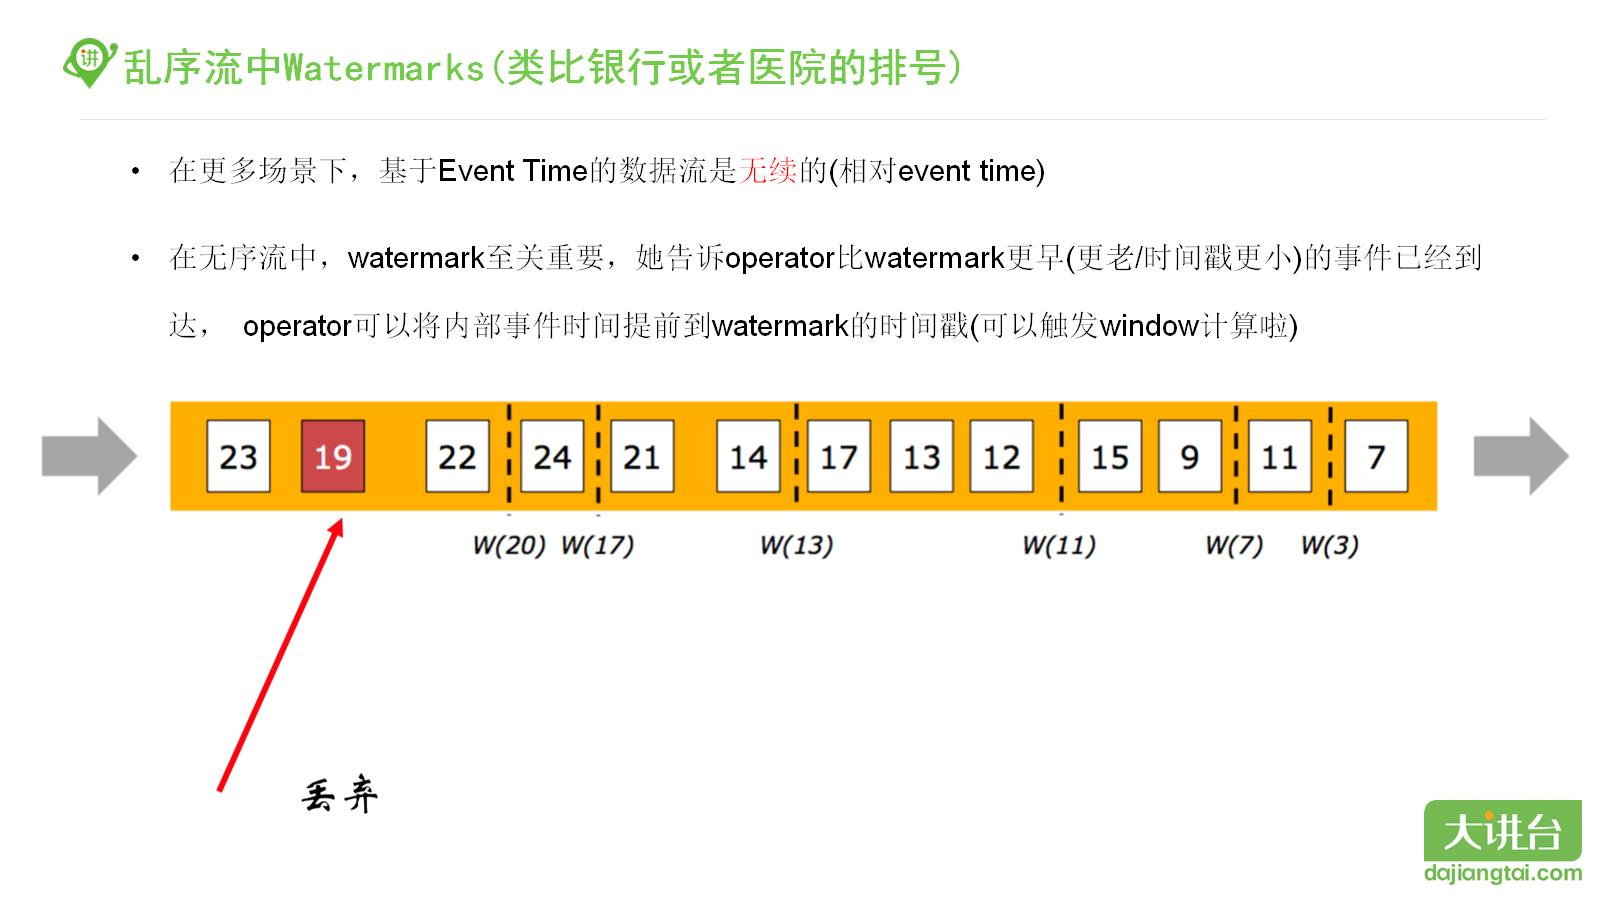 讲
乱序流中Watermarks(类比银行或者医院的排号)
• 在更多场景下，基于Event Time的数据流是无续的(相对event time)
• 在无序流中，watermark至关重要，她告诉operator比watermark更早(更老/时间戳更小)的事件已经到
达， operator可以将内部事件时间提前到watermark的时间戳(可以触发window计算啦)
23 19 22 24 21 14 17 13 12 15 9 11 7
W(20) W(17) W(13) W(11) W(7) W(3)
丢弃
大讲台
dajiangtai.com